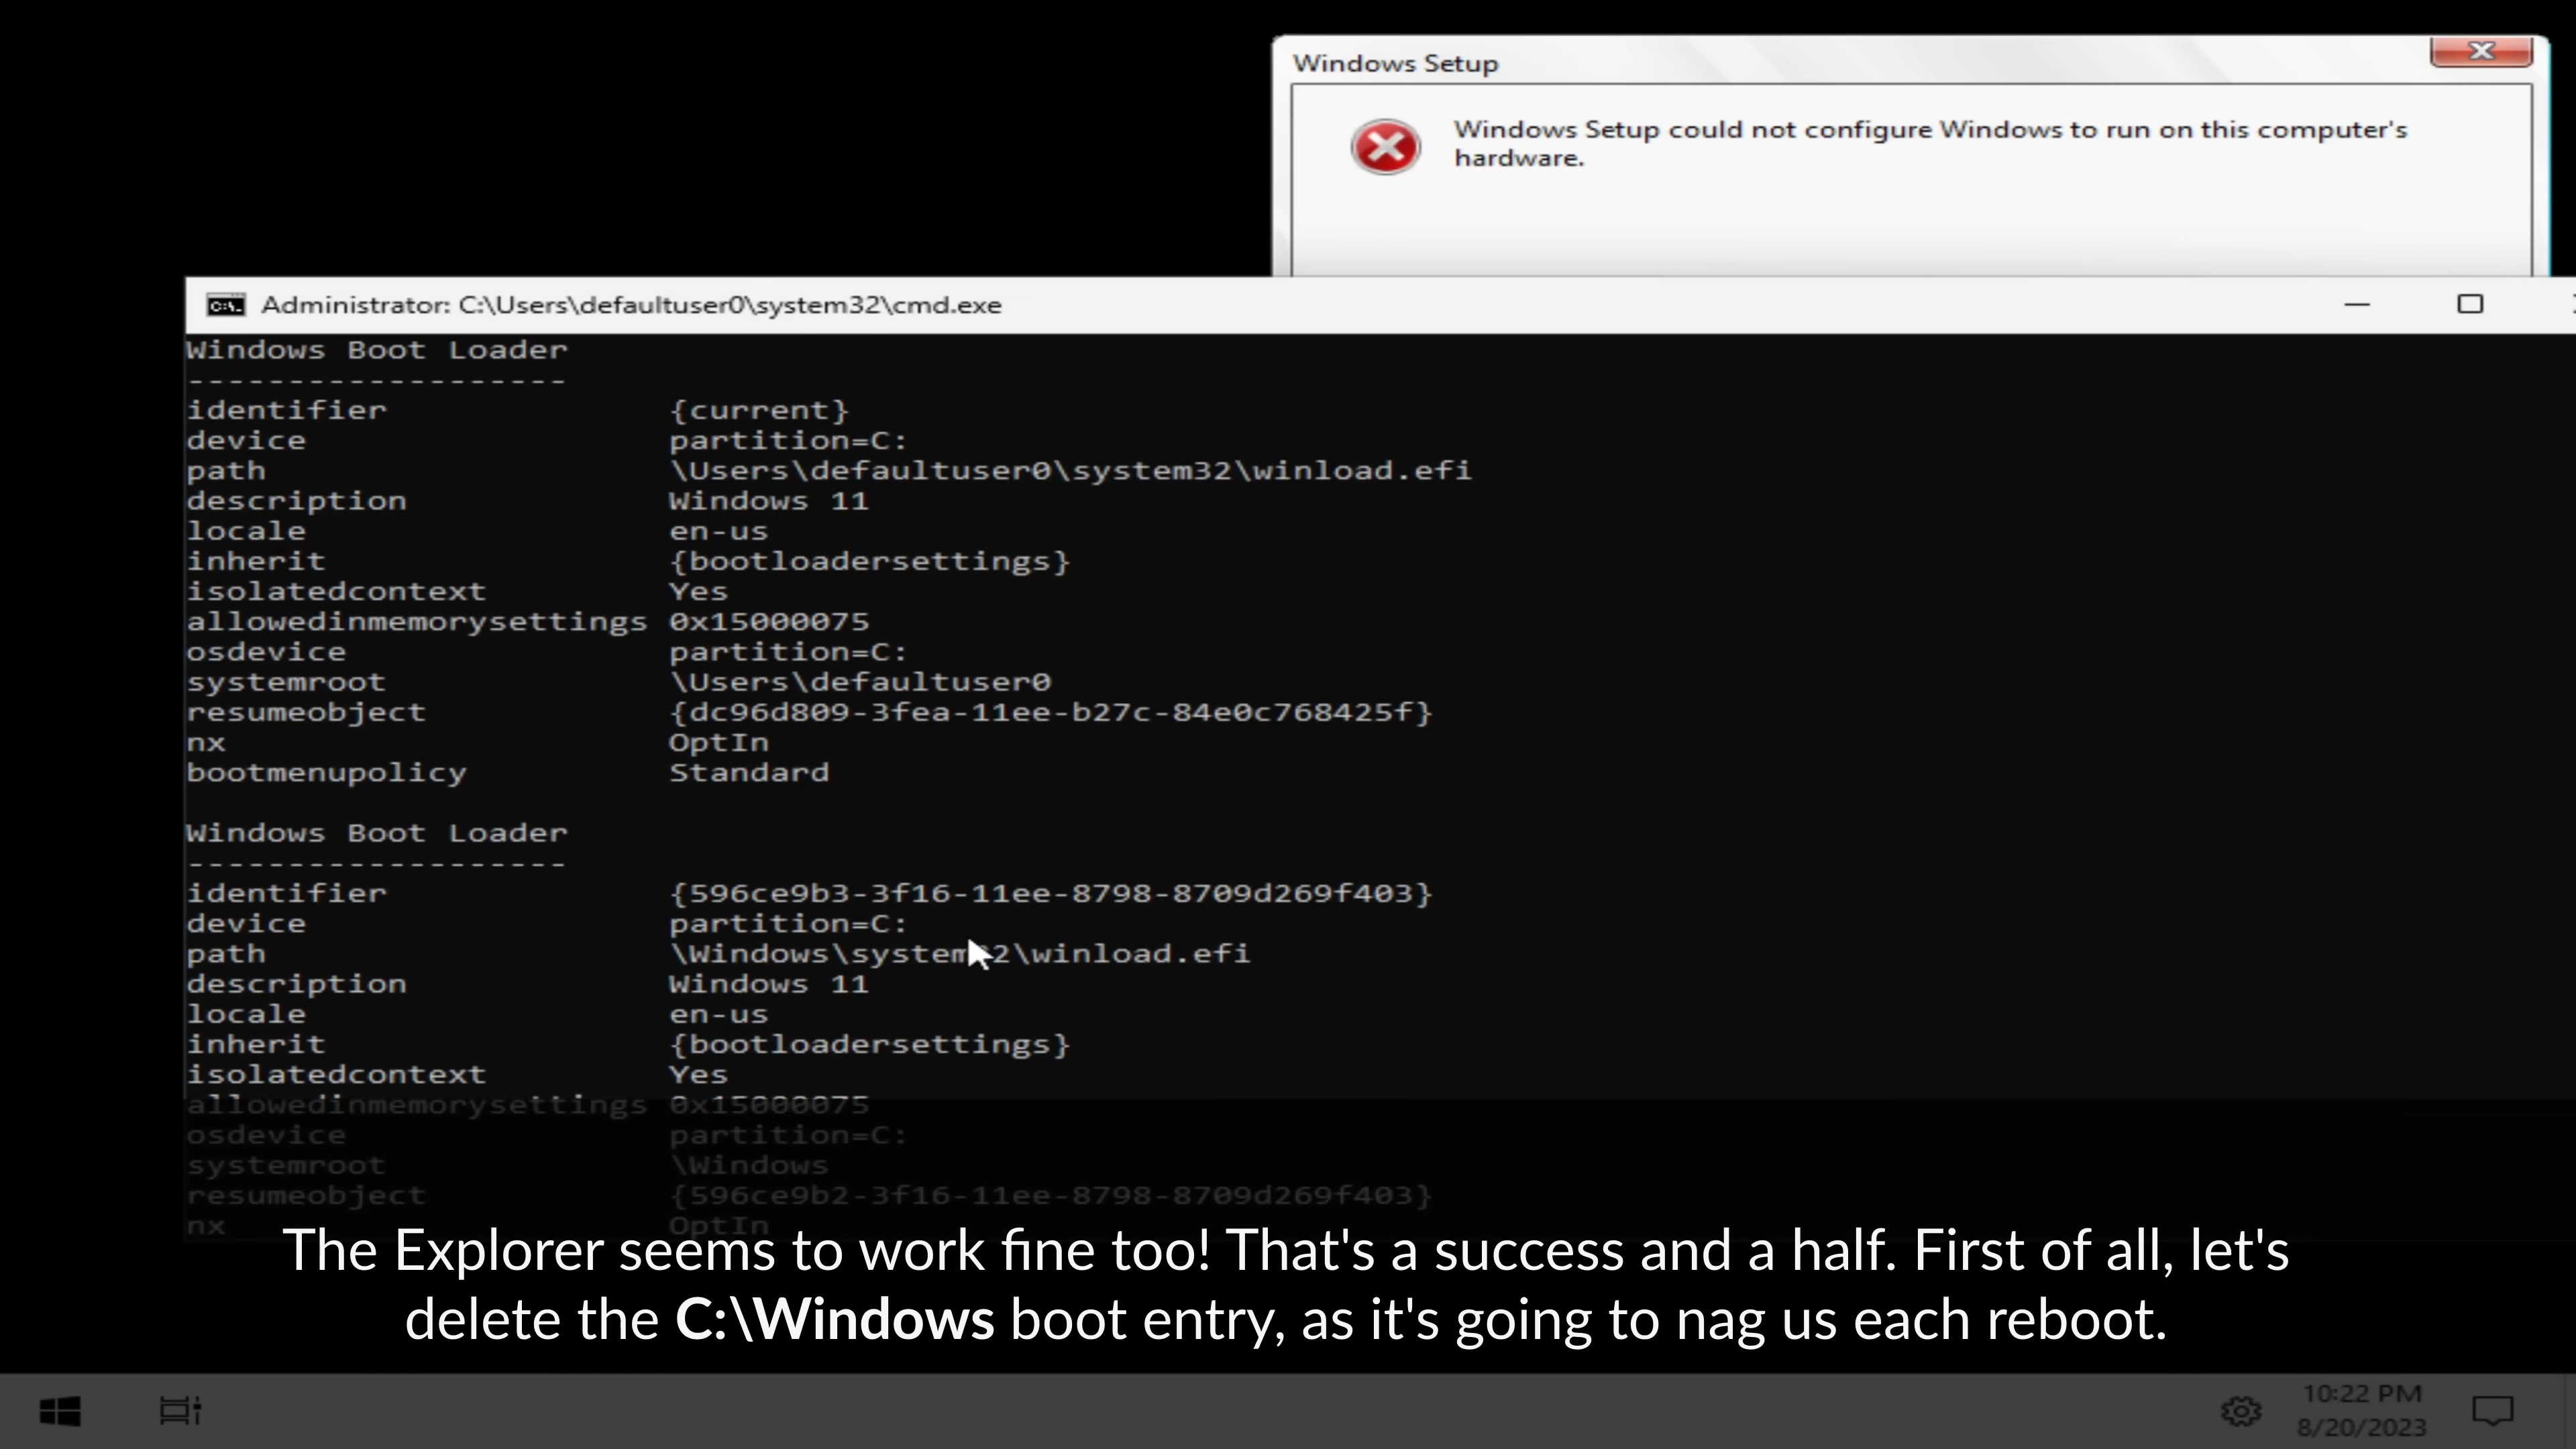 Windows Setup
Windows Setup could not configure Windows to run on this computer's
hardware.
Administrator: C:\Users\defaultuser0\system32\cmd.exe
Windows Boot Loader
-------------------
identifier              {current}
device                  partition=C:
path                    \Users\defaultuser0\system32\winload.efi
description             Windows 11
locale                  en-us
inherit                 {bootloadersettings}
isolatedcontext         Yes
allowedinmemorysettings 0x15000075
osdevice                partition=C:
systemroot              \Users\defaultuser0
resumeobject            {dc96d809-3fea-11ee-b27c-84e0c768425f}
nx                      OptIn
bootmenupolicy          Standard
Windows Boot Loader
-------------------
identifier              {596ce9b3-3f16-11ee-8798-8709d269f403}
device                  partition=C:
path                    \Windows\system32\winload.efi
description             Windows 11
locale                  en-us
inherit                 {bootloadersettings}
isolatedcontext         Yes
allowedinmemorysettings 0x15000075
osdevice                partition=C:
systemroot              \Windows
resumeobject            {596ce9b2-3f16-11ee-8798-8709d269f403}
nx                      OptIn
The Explorer seems to work fine too! That's a success and a half. First of all, let's
delete the C:\Windows boot entry, as it's going to nag us each reboot.
10:22 PM
8/20/2023